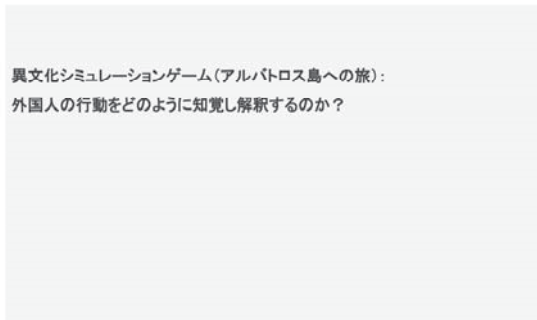 異文化シミュレーションゲーム(アルバトロス島への旅):
外国人の行動をどのように知覚し解釈するのか?